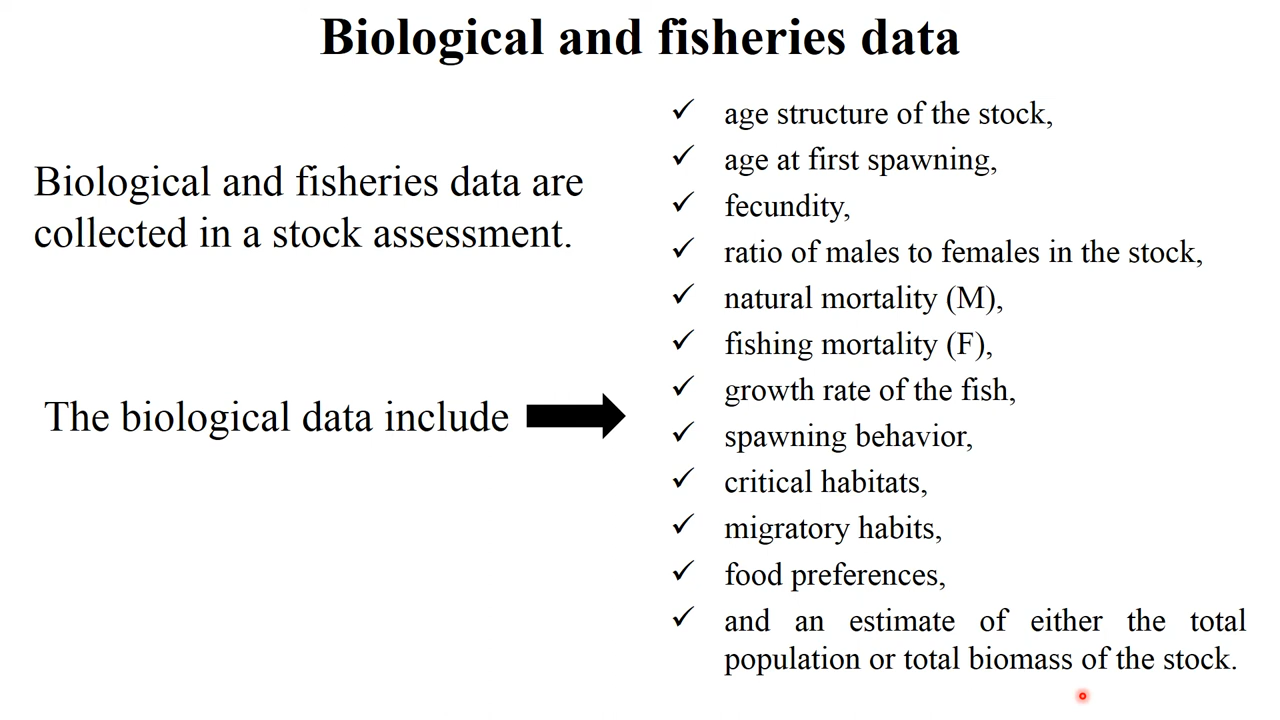 Biological and fisheries data
Biological and fisheries data are
collected in a stock assessment.
The biological data include
✓ age structure of the stock,
✓ age at first spawning,
✓ fecundity,
✓ ratio of males to females in the stock,
✓ natural mortality (M),
✓ fishing mortality (F),
✓ growth rate of the fish,
✓ spawning behavior,
✓ critical habitats,
✓ migratory habits,
✓ food preferences,
✓ and an estimate of either the total
population or total biomass of the stock.